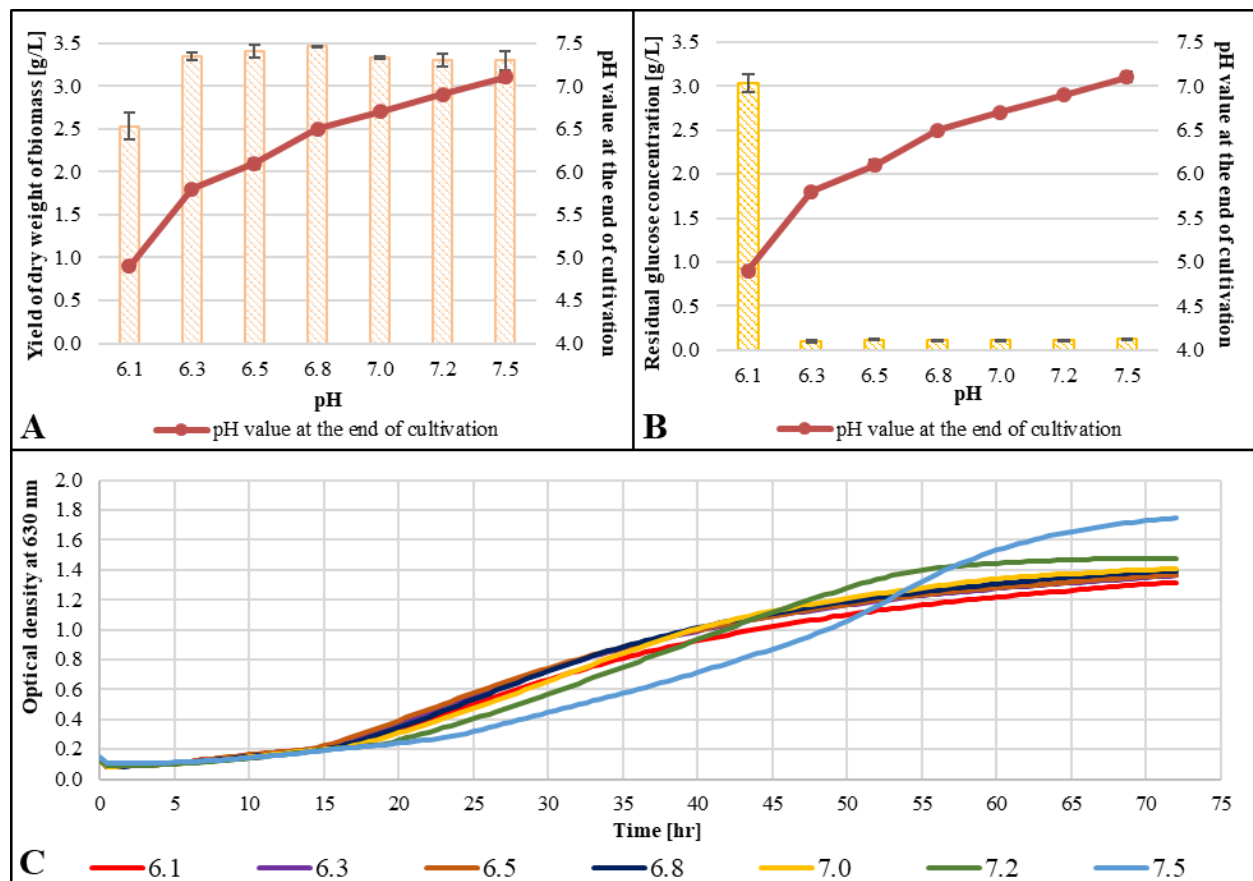 Yield of dry weight of biomass [g/L]
3.5
3.0
2.5
2.0
1.5
1.0
0.5
0.0
7.5
7.0
6.5
6.0
5.5
5.0
4.5
4.0
pH value at the end of cultivation
6.1 6.3 6.5 6.8 7.0 7.2 7.5
pH
A
pH value at the end of cultivation
Residual glucose concentration [g/L]
3.5
3.0
2.5
2.0
1.5
1.0
0.5
0.0
7.5
7.0
6.5
6.0
5.5
5.0
4.5
4.0
pH value at the end of cultivation
6.1 6.3 6.5 6.8 7.0 7.2 7.5
pH
B
pH value at the end of cultivation
Optical density at 630 nm
2.0
1.8
1.6
1.4
1.2
1.0
0.8
0.6
0.4
0.2
0.0
0 5 10 15 20 25 30 35 40 45 50 55 60 65 70 75
Time [hr]
C
6.1 6.3 6.5 6.8 7.0 7.2 7.5